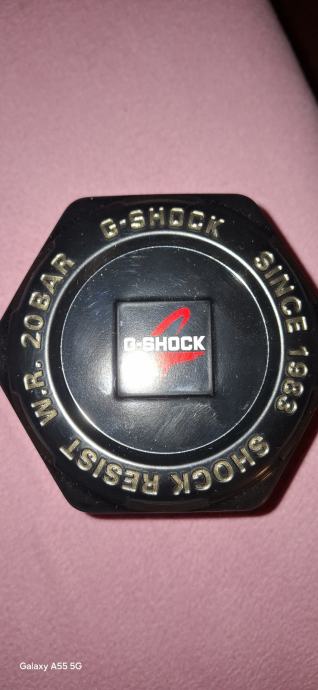 G-SHOCK
SINCE 1983
SHOCK RESIST
W.R. 20BAR
G-SHOCK
Galaxy A55 5G